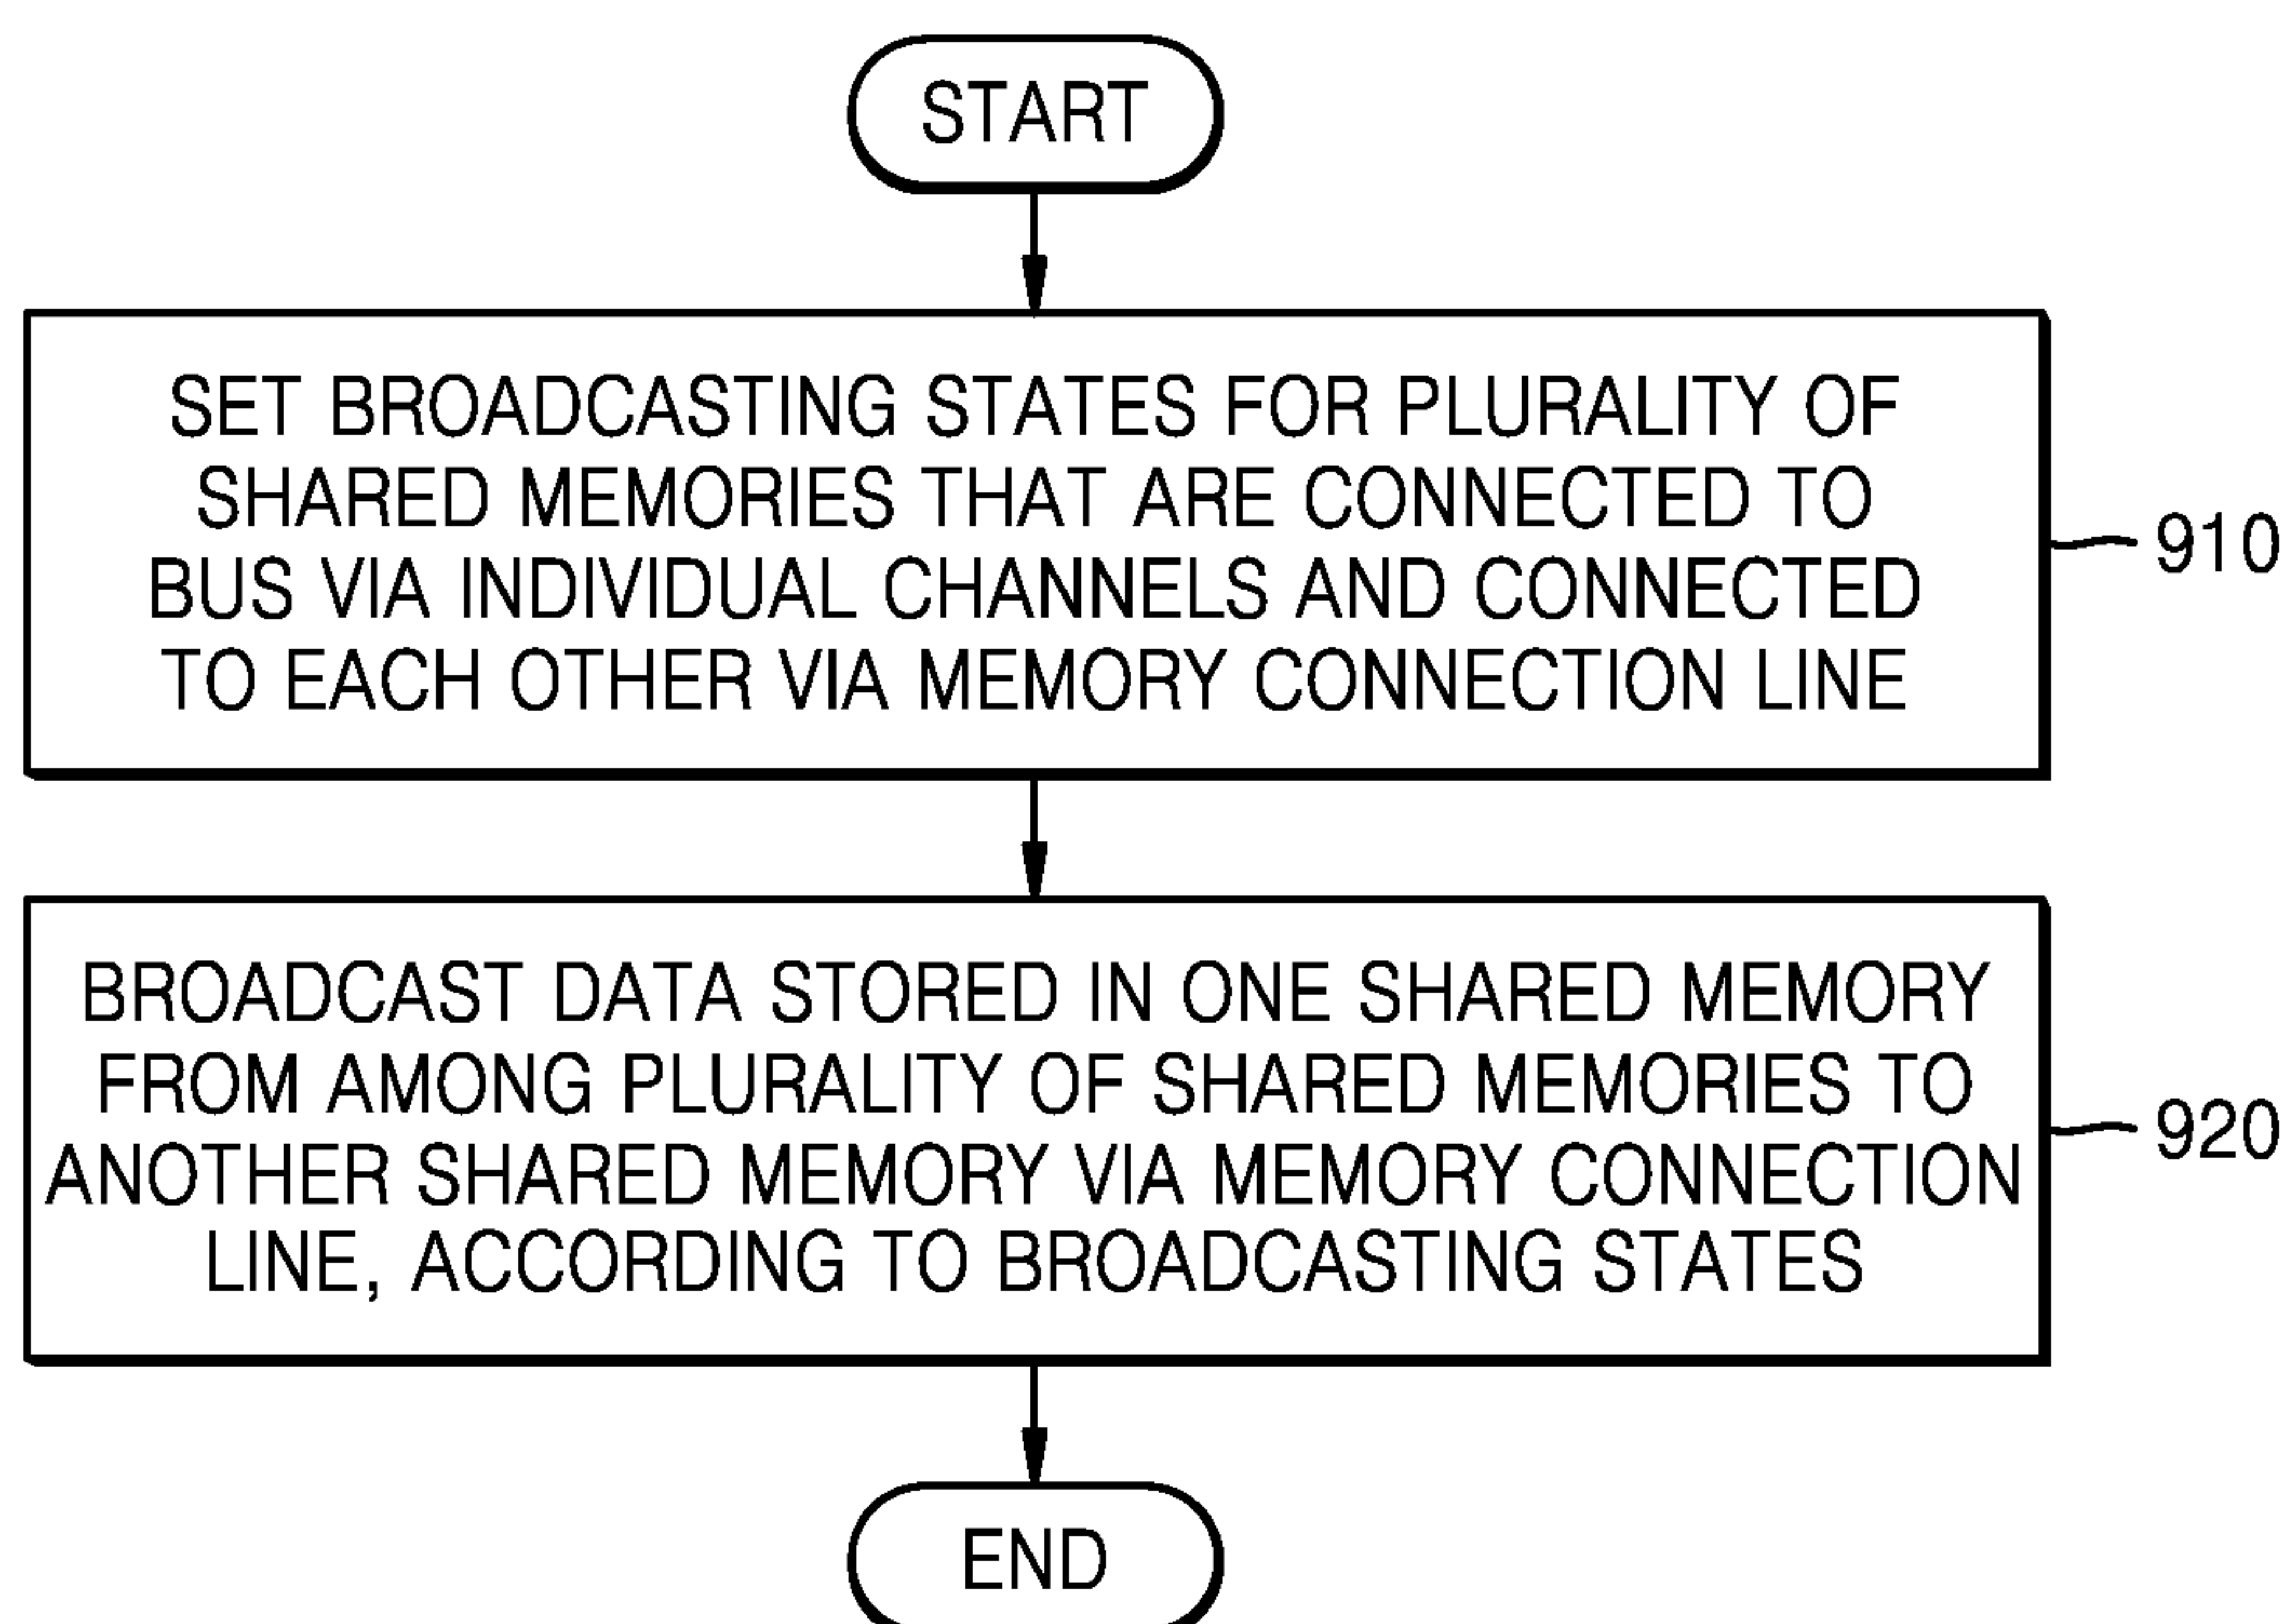 START
SET BROADCASTING STATES FOR PLURALITY OF
SHARED MEMORIES THAT ARE CONNECTED TO
BUS VIA INDIVIDUAL CHANNELS AND CONNECTED
TO EACH OTHER VIA MEMORY CONNECTION LINE
910
BROADCAST DATA STORED IN ONE SHARED MEMORY
FROM AMONG PLURALITY OF SHARED MEMORIES TO
ANOTHER SHARED MEMORY VIA MEMORY CONNECTION
LINE, ACCORDING TO BROADCASTING STATES
920
END